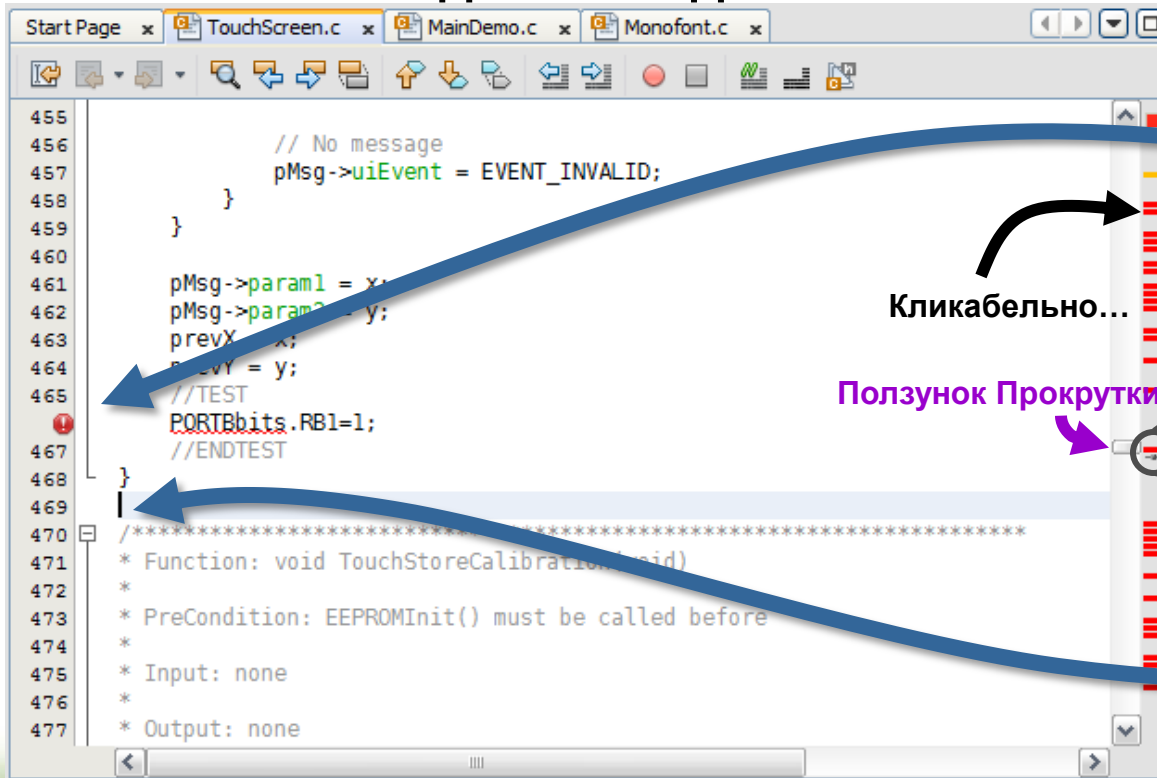 Start Page x TouchScreen.c x MainDemo.c x Monofont.c x
455
456 // No message
457 pMsg->uiEvent = EVENT_INVALID;
458 }
459 }
460
461 pMsg->param1 = x;
462 pMsg-> = y;
463 x;
464 = y;
465 //TEST
PORTBbits.RB1=1;
467 //ENDTEST
468 }
469
470 /*********************************************************************
471 * Function: void TouchStoreCalibration(void)
472 *
473 * PreCondition: EEPROMInit() must be called before
474 *
475 * Input: none
476 *
477 * Output: none
Кликабельно…
Ползунок Прокрутки